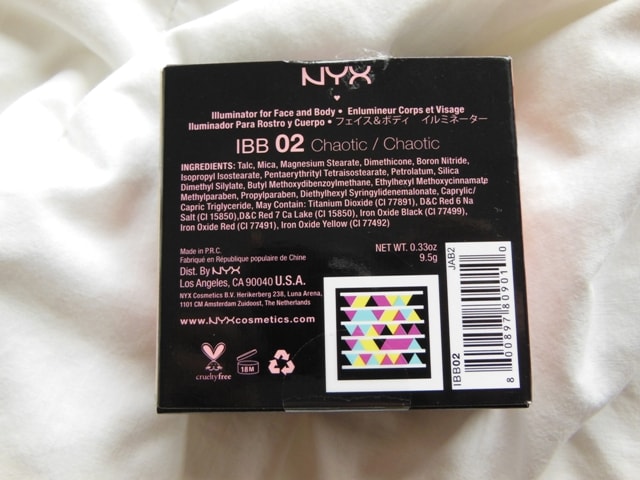 NYX
Illuminator for Face and Body • Enlumineur Corps et Visage
Iluminador Para Rostro y Cuerpo • フェイス&ボディ イルミネーター
IBB 02 Chaotic / Chaotic
INGREDIENTS: Talc, Mica, Magnesium Stearate, Dimethicone, Boron Nitride,
Isopropyl Isostearate, Pentaerythrityl Tetraisostearate, Petrolatum, Silica
Dimethyl Silylate, Butyl Methoxydibenzoylmethane, Ethylhexyl Methoxycinnamate
Methylparaben, Propylparaben, Diethylhexyl Syringylidenemalonate, Caprylic/
Capric Triglyceride, May Contain: Titanium Dioxide (CI 77891), D&C Red 6 Na
Salt (CI 15850),D&C Red 7 Ca Lake (CI 15850), Iron Oxide Black (CI 77499),
Iron Oxide Red (CI 77491), Iron Oxide Yellow (CI 77492)
Made in P.R.C.
Fabriqué en République populaire de Chine
Dist. By NYX
Los Angeles, CA 90040 U.S.A.
NYX Cosmetics B.V. Herikerberg 238, Luna Arena,
1101 CM Amsterdam Zuidoost, The Netherlands
www.NYXcosmetics.com
crueltyfree
18M
NET WT. 0.33oz
9.5g
JAB2
IBB02
8 00897 80901 0